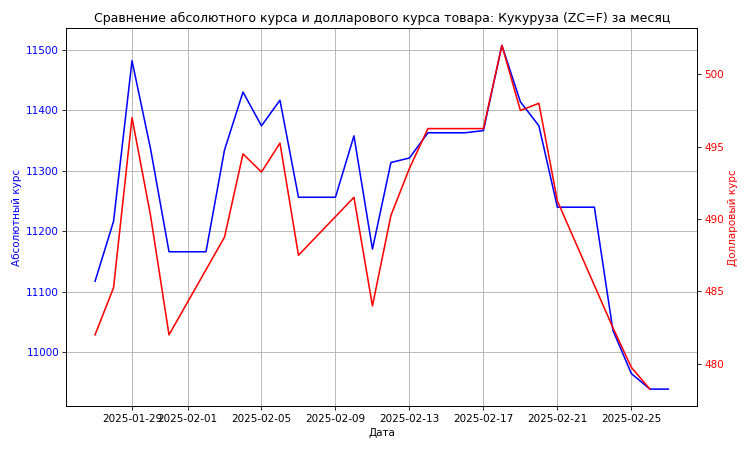 Сравнение абсолютного курса и долларового курса товара: Кукуруза (ZC=F) за месяц
Абсолютный курс
11500
11400
11300
11200
11100
11000
500
495
490
485
480
Долларовый курс
2025-01-29 2025-02-01 2025-02-05 2025-02-09 2025-02-13 2025-02-17 2025-02-21 2025-02-25
Дата